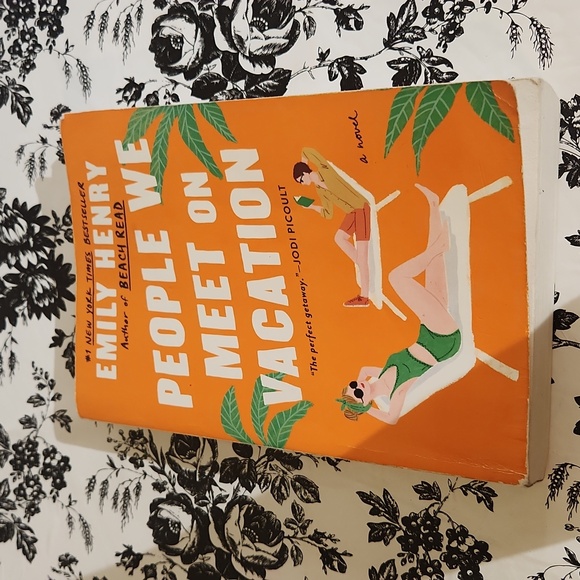 #1 NEW YORK TIMES BESTSELLER
EMILY HENRY
Author of BEACH READ
PEOPLE WE
MEET ON
VACATION
"The perfect getaway."—JODI PICOULT
a novel